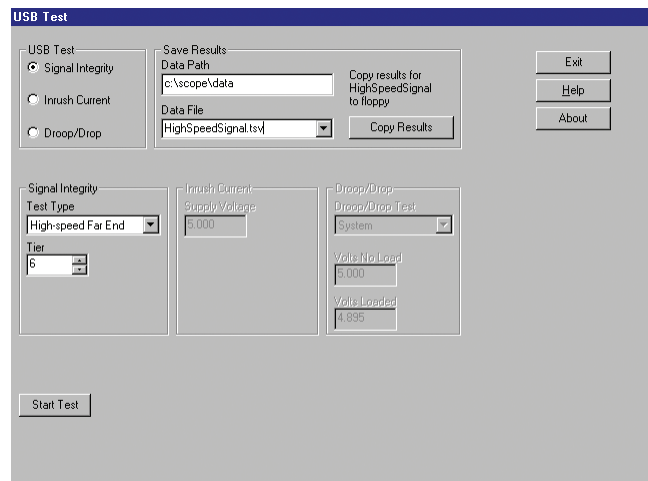 USB Test
USB Test
Signal Integrity
Inrush Current
Droop/Drop
Save Results
Data Path
c:\scope\data
Data File
HighSpeedSignal.tsv
Copy results for
HighSpeedSignal
to floppy
Copy Results
Exit
Help
About
Signal Integrity
Test Type
High-speed Far End
Tier
6
Inrush Current
Supply Voltage
5.000
Droop/Drop
Droop/Drop Test
System
Volts No Load
5.000
Volts Loaded
4.895
Start Test